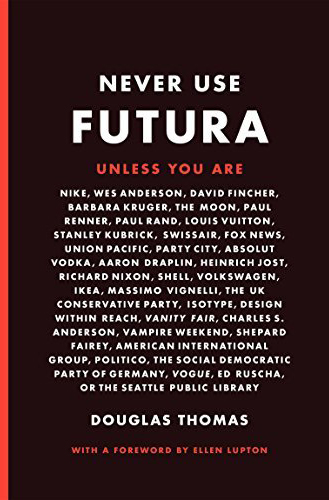 NEVER USE
FUTURA
UNLESS YOU ARE
NIKE, WES ANDERSON, DAVID FINCHER,
BARBARA KRUGER, THE MOON, PAUL
RENNER, PAUL RAND, LOUIS VUITTON,
STANLEY KUBRICK, SWISSAIR, FOX NEWS,
UNION PACIFIC, PARTY CITY, ABSOLUT
VODKA, AARON DRAPLIN, HEINRICH JOST,
RICHARD NIXON, SHELL, VOLKSWAGEN,
IKEA, MASSIMO VIGNELLI, THE UK
CONSERVATIVE PARTY, ISOTYPE, DESIGN
WITHIN REACH, VANITY FAIR, CHARLES S.
ANDERSON, VAMPIRE WEEKEND, SHEPARD
FAIREY, AMERICAN INTERNATIONAL
GROUP, POLITICO, THE SOCIAL DEMOCRATIC
PARTY OF GERMANY, VOGUE, ED RUSCHA,
OR THE SEATTLE PUBLIC LIBRARY
DOUGLAS THOMAS
WITH A FOREWORD BY ELLEN LUPTON